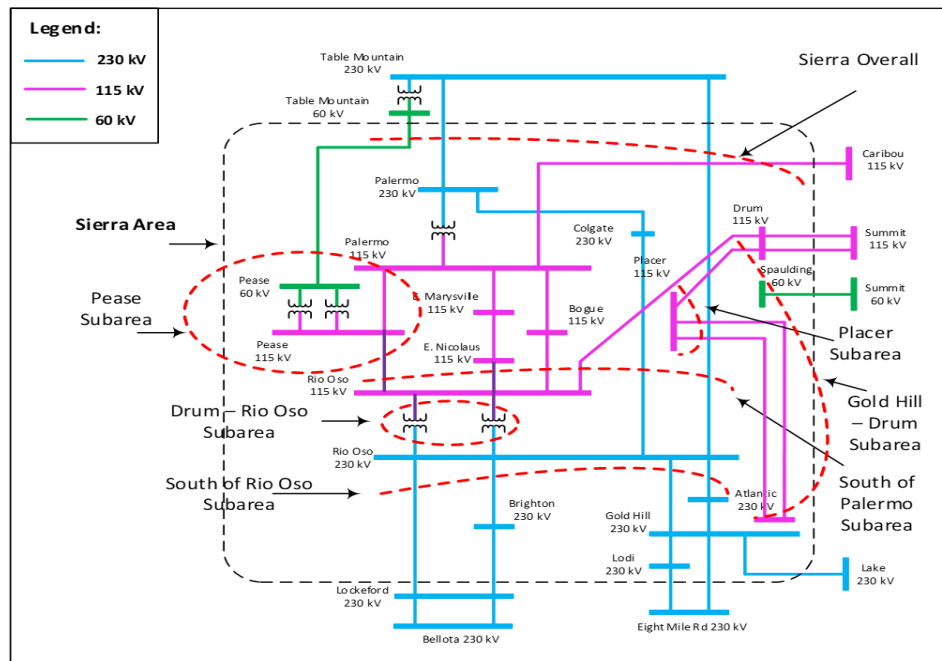 Legend:
230 kV
115 kV
60 kV
Table Mountain
230 kV
Sierra Overall
Table Mountain
60 kV
Caribou
115 kV
Palermo
230 kV
Drum
115 kV
Sierra Area
Colgate
230 kV
Summit
115 kV
Palermo
115 kV
Placer
115 kV
Pease
60 kV
Spaulding
60 kV
Summit
60 kV
Pease
Subarea
E. Marysville
115 kV
Bogue
115 kV
Placer
Subarea
Pease
115 kV
E. Nicolaus
115 kV
Rio Oso
115 kV
Gold Hill
– Drum
Subarea
Drum – Rio Oso
Subarea
Rio Oso
230 kV
South of Rio Oso
Subarea
South of
Palermo
Subarea
Atlantic
230 kV
Brighton
230 kV
Gold Hill
230 kV
Lodi
230 kV
Lake
230 kV
Lockeford
230 kV
Bellota 230 kV
Eight Mile Rd 230 kV